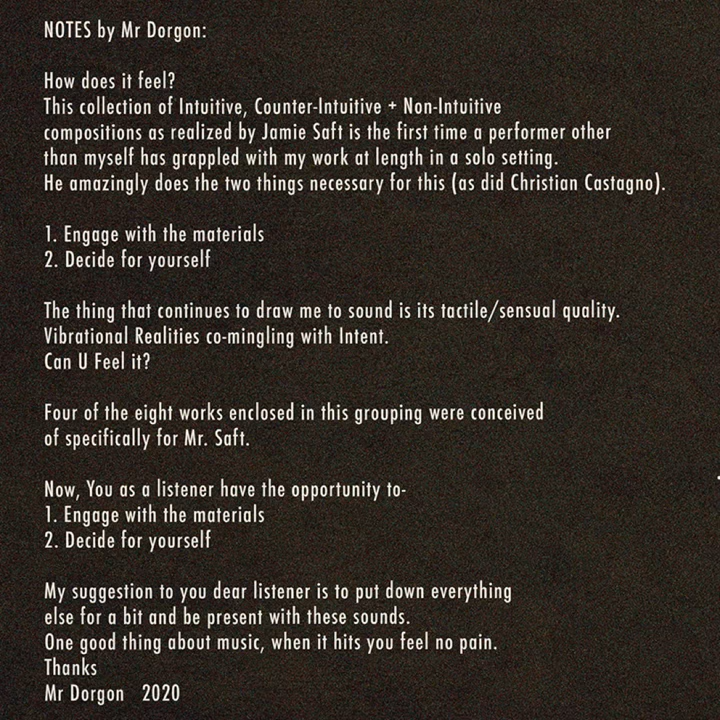 NOTES by Mr Dorgon:
How does it feel?
This collection of Intuitive, Counter-Intuitive + Non-Intuitive
compositions as realized by Jamie Saft is the first time a performer other
than myself has grappled with my work at length in a solo setting.
He amazingly does the two things necessary for this (as did Christian Castagno).
1. Engage with the materials
2. Decide for yourself
The thing that continues to draw me to sound is its tactile/sensual quality.
Vibrational Realities co-mingling with Intent.
Can U Feel it?
Four of the eight works enclosed in this grouping were conceived
of specifically for Mr. Saft.
Now, You as a listener have the opportunity to-
1. Engage with the materials
2. Decide for yourself
My suggestion to you dear listener is to put down everything
else for a bit and be present with these sounds.
One good thing about music, when it hits you feel no pain.
Thanks
Mr Dorgon 2020